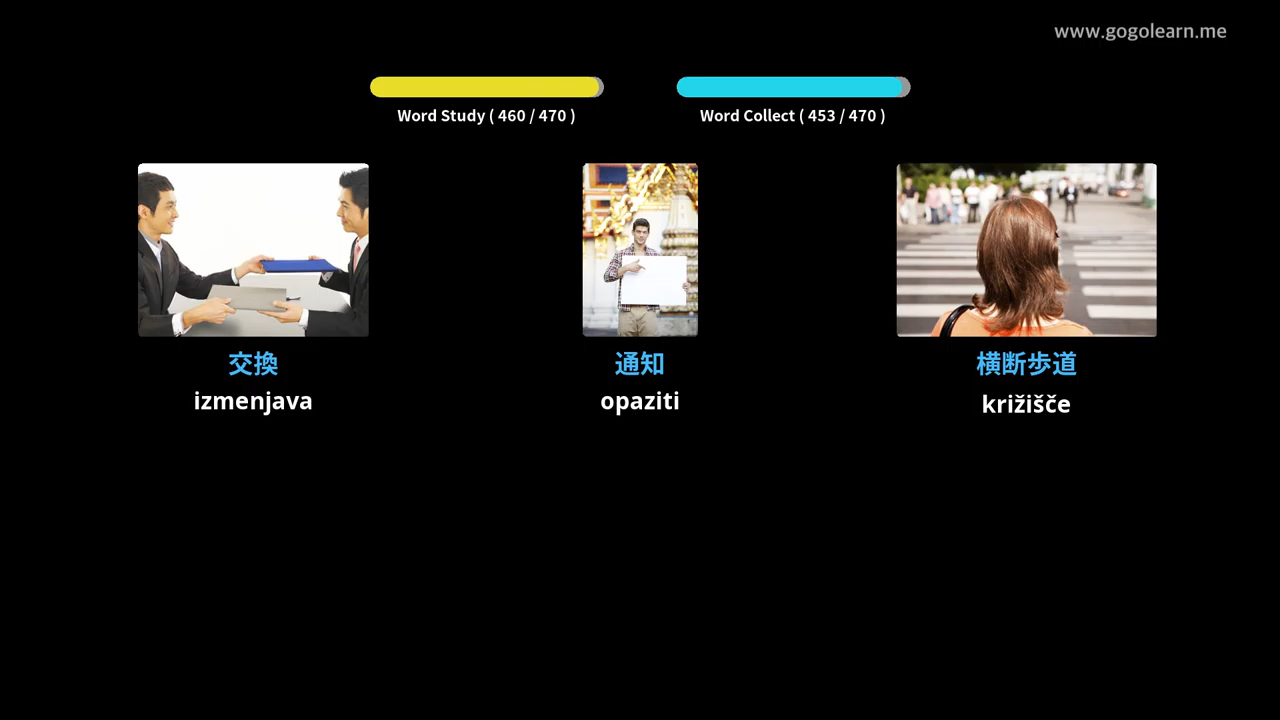 www.gogolearn.me
Word Study ( 460 / 470 )
Word Collect ( 453 / 470 )
交換
izmenjava
通知
opaziti
横断歩道
križišče